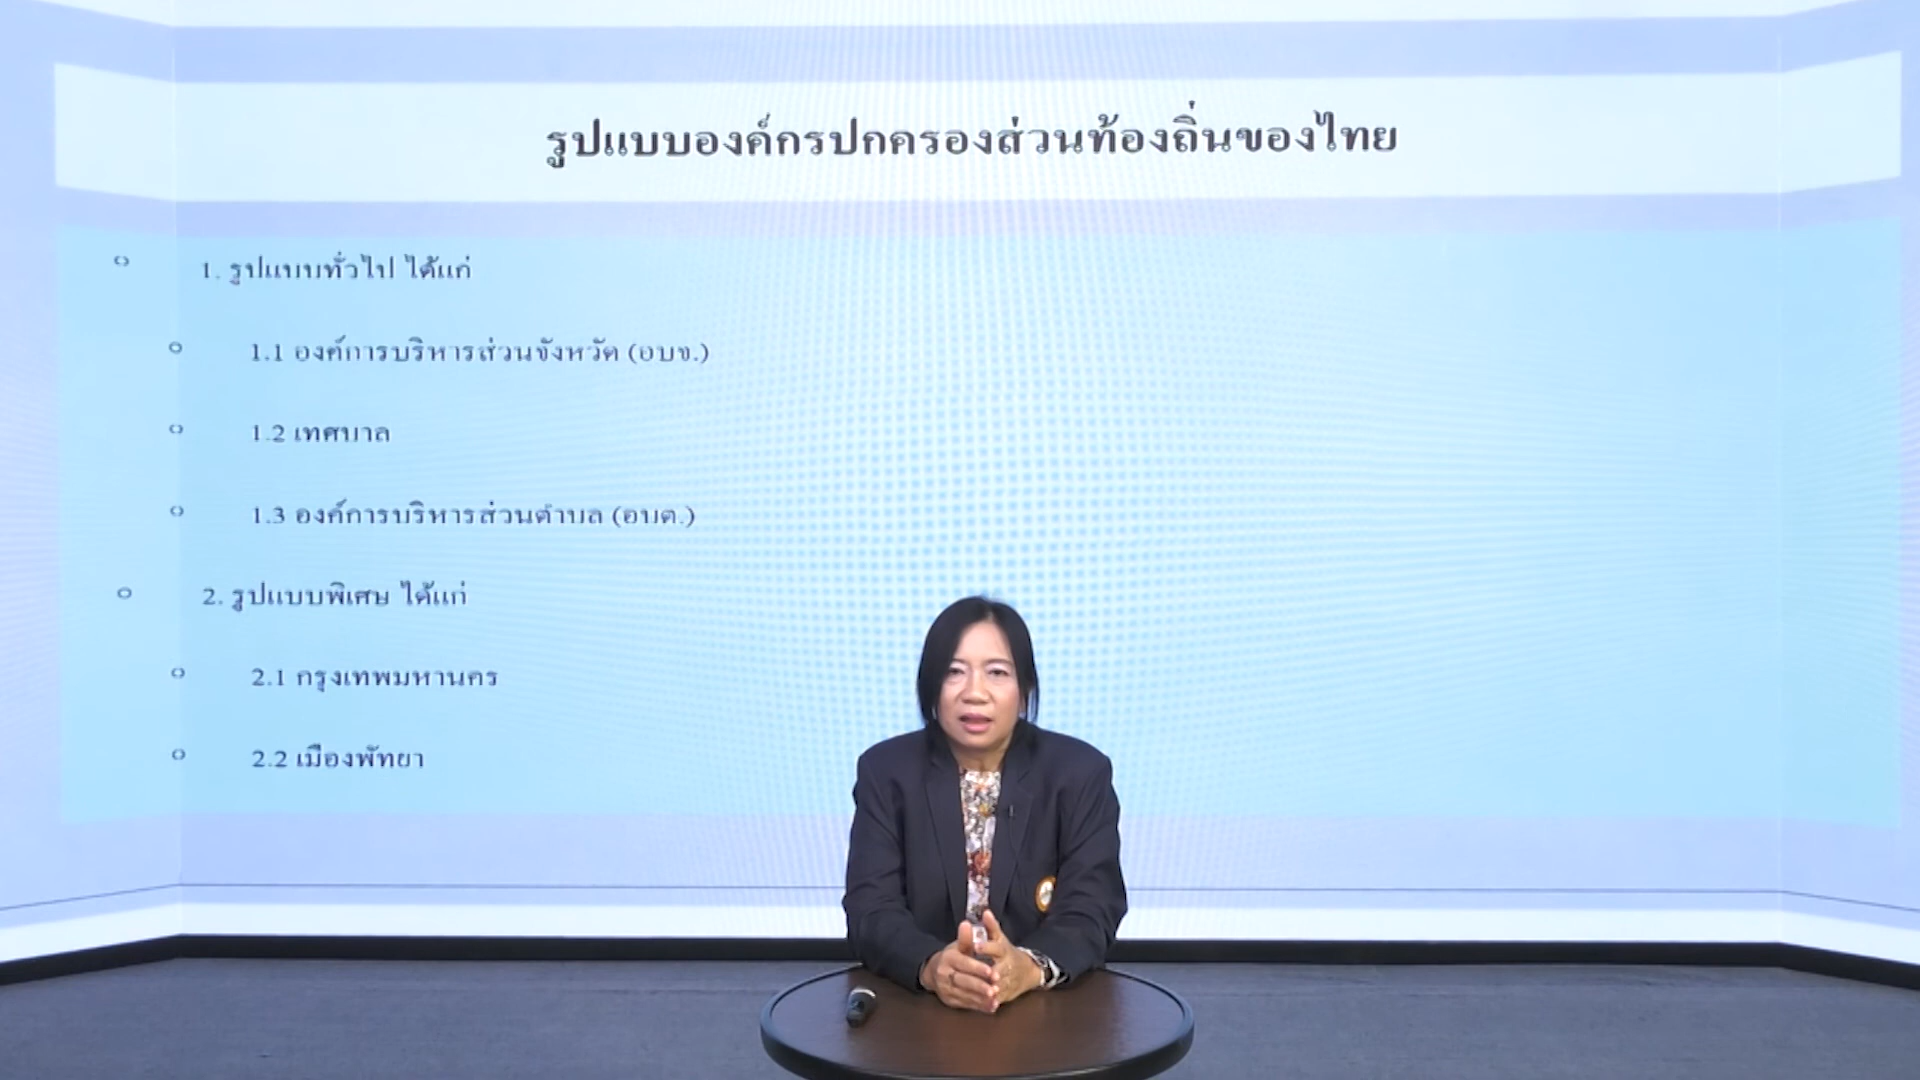 รูปแบบองค์กรปกครองส่วนท้องถิ่นของไทย
1. รูปแบบทั่วไป ได้แก่
1.1 องค์การบริหารส่วนจังหวัด (อบจ.)
1.2 เทศบาล
1.3 องค์การบริหารส่วนตำบล (อบต.)
2. รูปแบบพิเศษ ได้แก่
2.1 กรุงเทพมหานคร
2.2 เมืองพัทยา